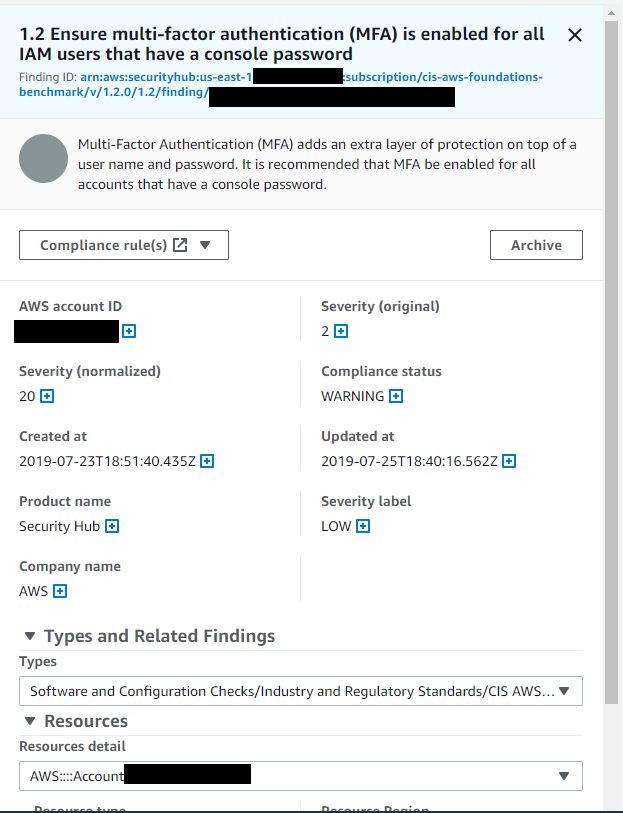 1.2 Ensure multi-factor authentication (MFA) is enabled for all
IAM users that have a console password
Finding ID: arn:aws:securityhub:us-east-1 :subscription/cis-aws-foundations-
benchmark/v/1.2.0/1.2/finding/
Multi-Factor Authentication (MFA) adds an extra layer of protection on top of a
user name and password. It is recommended that MFA be enabled for all
accounts that have a console password.
Compliance rule(s)
Archive
AWS account ID
Severity (original)
2
Severity (normalized)
Compliance status
20
WARNING
Created at
Updated at
2019-07-23T18:51:40.435Z
2019-07-25T18:40:16.562Z
Product name
Severity label
Security Hub
LOW
Company name
AWS
Types and Related Findings
Types
Software and Configuration Checks/Industry and Regulatory Standards/CIS AWS...
Resources
Resources detail
AWS::::Account
Resource type
Resource Region